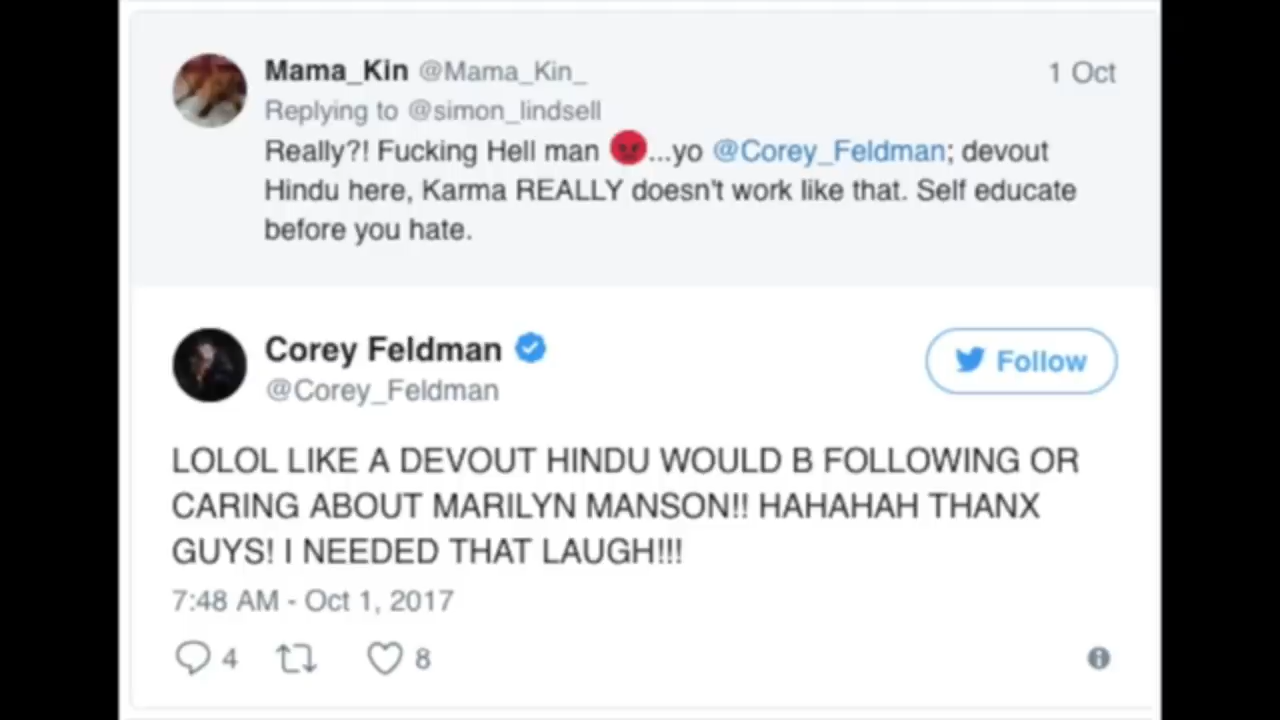 Mama_Kin @Mama_Kin_ 1 Oct
Replying to @simon_lindsell
Really?! Fucking Hell man 😡...yo @Corey_Feldman; devout
Hindu here, Karma REALLY doesn't work like that. Self educate
before you hate.
Corey Feldman
@Corey_Feldman
Follow
LOLOL LIKE A DEVOUT HINDU WOULD B FOLLOWING OR
CARING ABOUT MARILYN MANSON!! HAHAHAH THANX
GUYS! I NEEDED THAT LAUGH!!!
7:48 AM - Oct 1, 2017
4 8